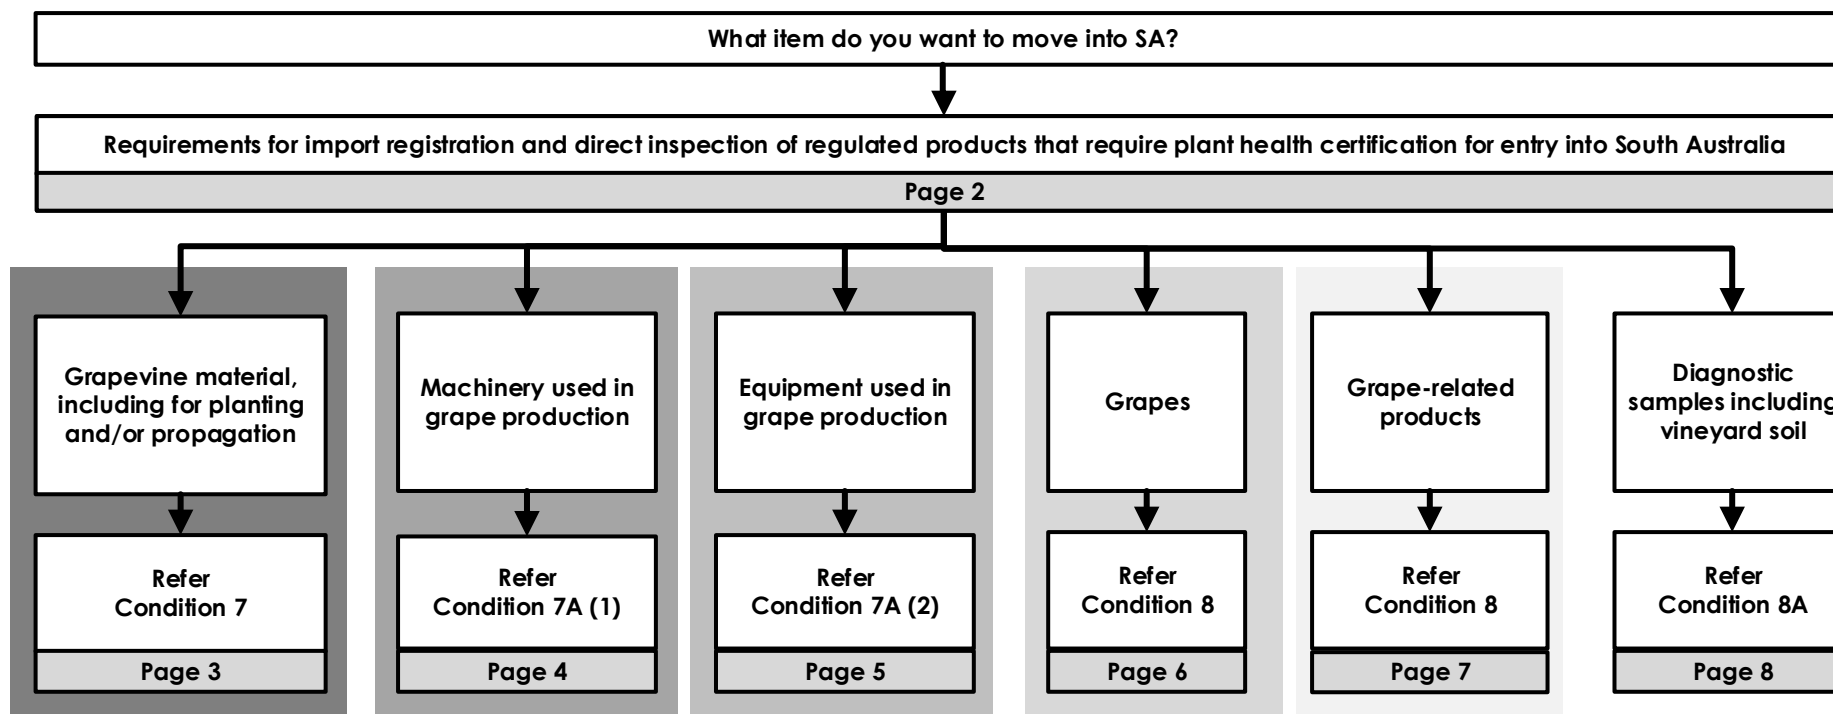 What item do you want to move into SA?
Requirements for import registration and direct inspection of regulated products that require plant health certification for entry into South Australia
Page 2
Grapevine material,
including for planting
and/or propagation
Refer
Condition 7
Page 3
Machinery used in
grape production
Refer
Condition 7A (1)
Page 4
Equipment used in
grape production
Refer
Condition 7A (2)
Page 5
Grapes
Refer
Condition 8
Page 6
Grape-related
products
Refer
Condition 8
Page 7
Diagnostic
samples including
vineyard soil
Refer
Condition 8A
Page 8